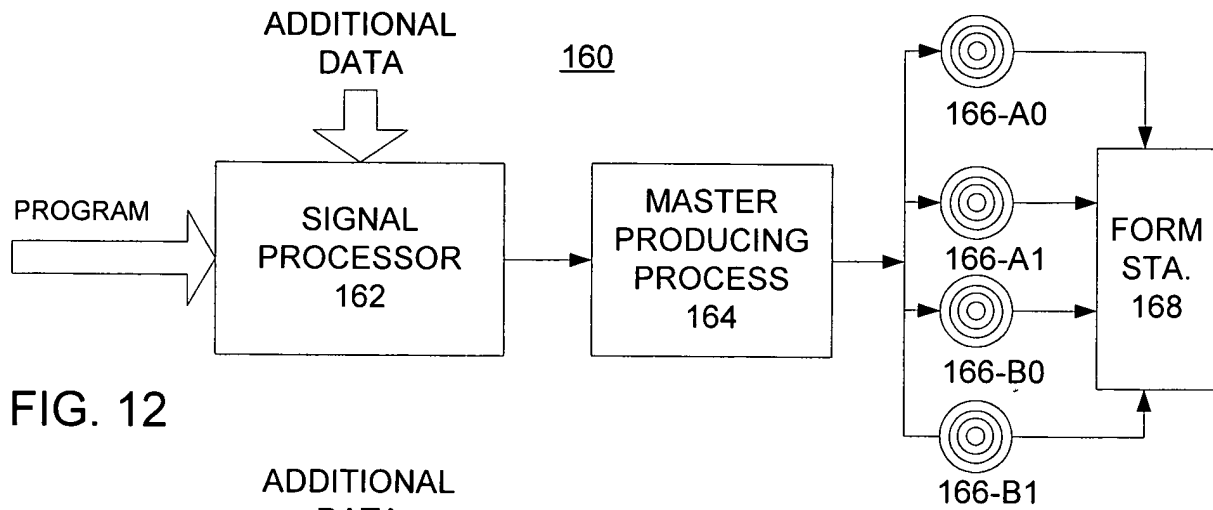 ADDITIONAL
DATA
160
PROGRAM
SIGNAL
PROCESSOR
162
MASTER
PRODUCING
PROCESS
164
166-A0
166-A1
166-B0
166-B1
FORM
STA.
168
FIG. 12
ADDITIONAL
DATA